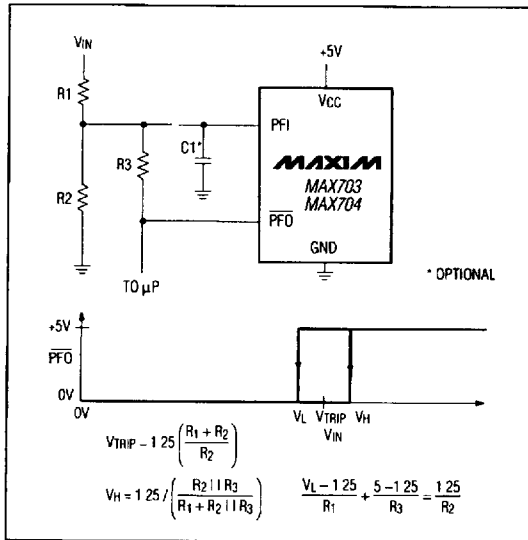 VIN
+5V
R1
VCC
PFI
C1*
R3
MAXIM
MAX703
MAX704
R2
PFO
GND
TO µP
* OPTIONAL
+5V
PFO
0V
0V
VL VTRIP VH
VIN
VTRIP - 1 25 (R1 + R2 / R2)
VH = 1 25 / (R2 || R3 / R1 + R2 || R3)
VL - 1 25 / R1 + 5 - 1 25 / R3 = 1 25 / R2